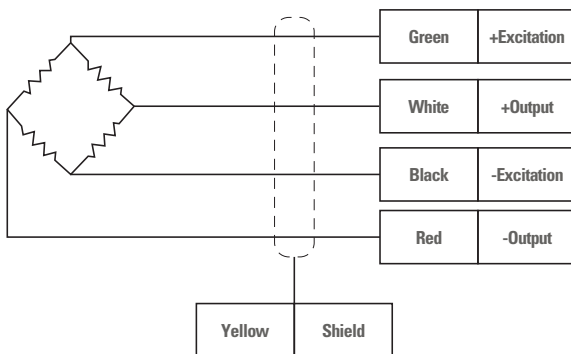 Green +Excitation
White +Output
Black -Excitation
Red -Output
Yellow Shield